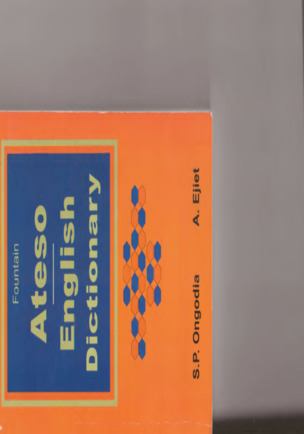 Fountain
Ateso
English
Dictionary
S.P. Ongodia A. Ejiet